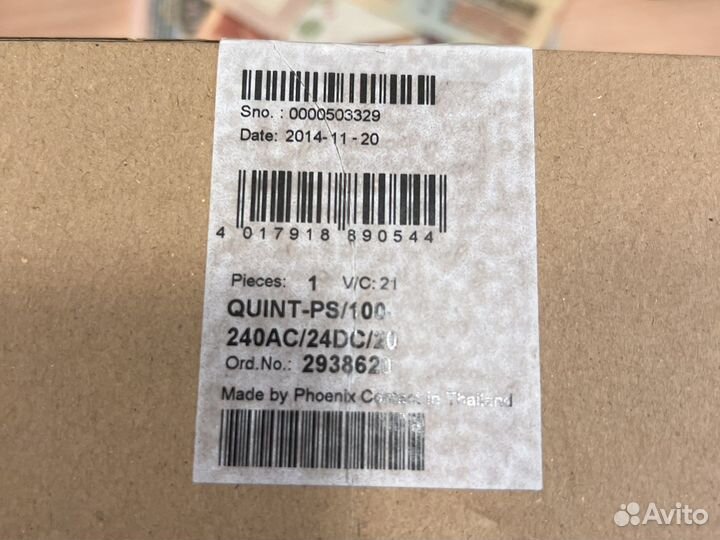 Sno. : 0000503329
Date: 2014-11-20
4 017918 890544
Pieces: 1 V/C: 21
QUINT-PS/100-
240AC/24DC/20
Ord.No.: 2938620
Made by Phoenix Contact in Thailand
Avito